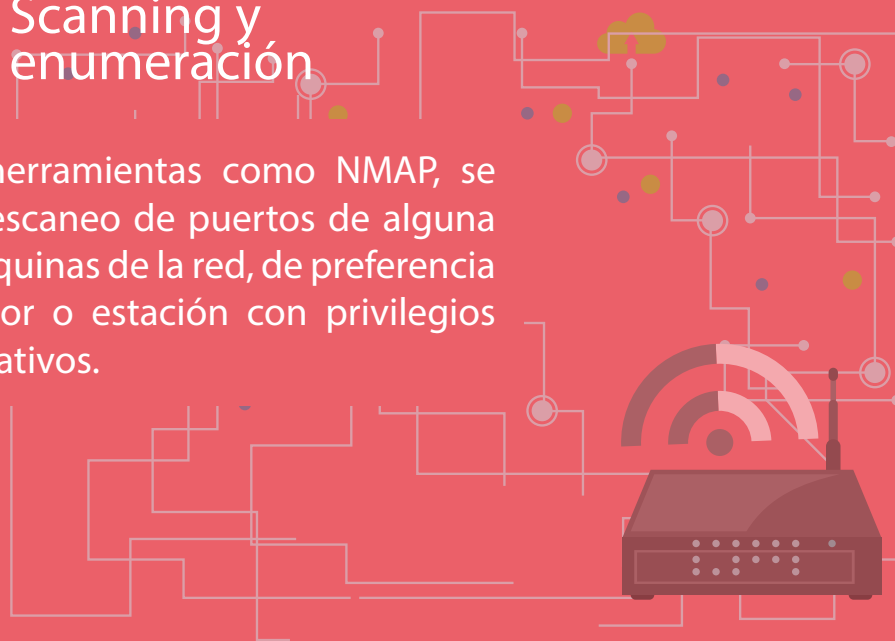 Scanning y
enumeración
erramientas como NMAP, se
escaneo de puertos de alguna
quinas de la red, de preferencia
or o estación con privilegios
ativos.